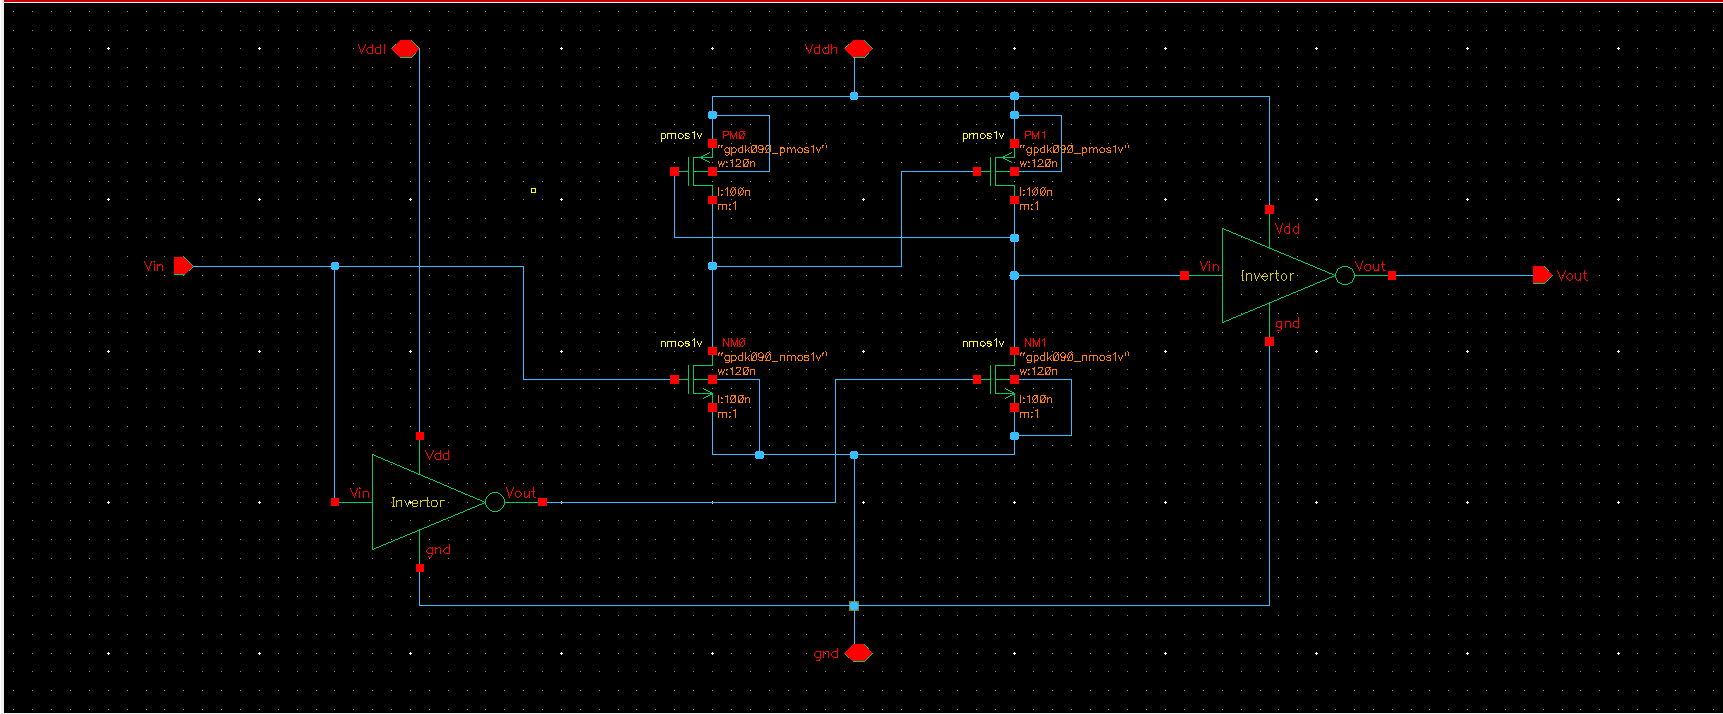 Vddl
Vddh
pmos1v PM0
"gpdk090_pmos1v"
w:120n
l:100n
m:1
pmos1v PM1
"gpdk090_pmos1v"
w:120n
l:100n
m:1
Vin
Vdd
Vin
Invertor
Vout
gnd
Vout
nmos1v NM0
"gpdk090_nmos1v"
w:120n
l:100n
m:1
nmos1v NM1
"gpdk090_nmos1v"
w:120n
l:100n
m:1
Vdd
Vin
Invertor
Vout
gnd
gnd